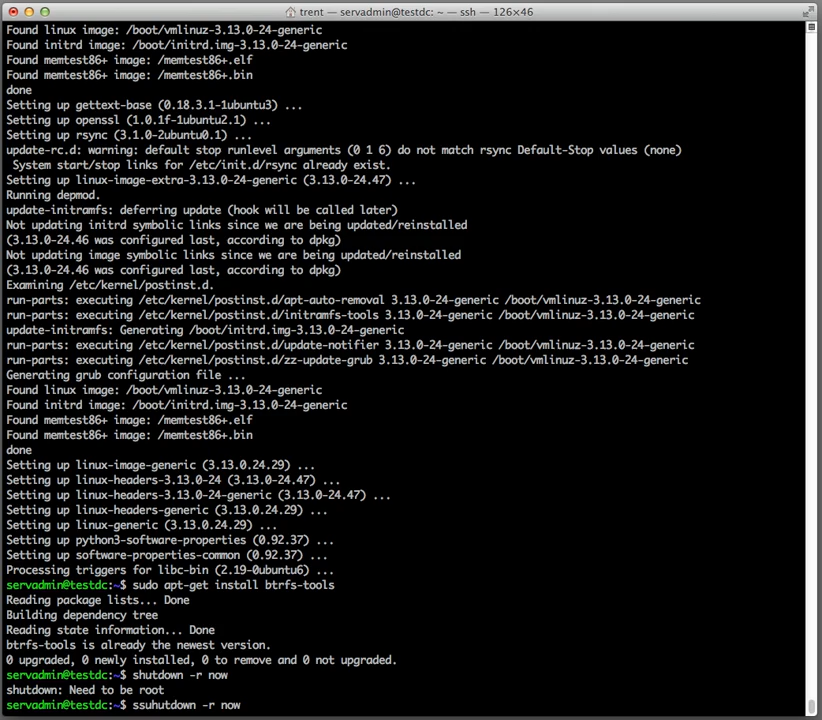 trent — servadmin@testdc: ~ — ssh — 126×46
Found linux image: /boot/vmlinuz-3.13.0-24-generic
Found initrd image: /boot/initrd.img-3.13.0-24-generic
Found memtest86+ image: /memtest86+.elf
Found memtest86+ image: /memtest86+.bin
done
Setting up gettext-base (0.18.3.1-1ubuntu3) ...
Setting up openssl (1.0.1f-1ubuntu2.1) ...
Setting up rsync (3.1.0-2ubuntu0.1) ...
update-rc.d: warning: default stop runlevel arguments (0 1 6) do not match rsync Default-Stop values (none)
 System start/stop links for /etc/init.d/rsync already exist.
Setting up linux-image-extra-3.13.0-24-generic (3.13.0-24.47) ...
Running depmod.
update-initramfs: deferring update (hook will be called later)
Not updating initrd symbolic links since we are being updated/reinstalled
(3.13.0-24.46 was configured last, according to dpkg)
Not updating image symbolic links since we are being updated/reinstalled
(3.13.0-24.46 was configured last, according to dpkg)
Examining /etc/kernel/postinst.d.
run-parts: executing /etc/kernel/postinst.d/apt-auto-removal 3.13.0-24-generic /boot/vmlinuz-3.13.0-24-generic
run-parts: executing /etc/kernel/postinst.d/initramfs-tools 3.13.0-24-generic /boot/vmlinuz-3.13.0-24-generic
update-initramfs: Generating /boot/initrd.img-3.13.0-24-generic
run-parts: executing /etc/kernel/postinst.d/update-notifier 3.13.0-24-generic /boot/vmlinuz-3.13.0-24-generic
run-parts: executing /etc/kernel/postinst.d/zz-update-grub 3.13.0-24-generic /boot/vmlinuz-3.13.0-24-generic
Generating grub configuration file ...
Found linux image: /boot/vmlinuz-3.13.0-24-generic
Found initrd image: /boot/initrd.img-3.13.0-24-generic
Found memtest86+ image: /memtest86+.elf
Found memtest86+ image: /memtest86+.bin
done
Setting up linux-image-generic (3.13.0.24.29) ...
Setting up linux-headers-3.13.0-24 (3.13.0-24.47) ...
Setting up linux-headers-3.13.0-24-generic (3.13.0-24.47) ...
Setting up linux-headers-generic (3.13.0.24.29) ...
Setting up linux-generic (3.13.0.24.29) ...
Setting up python3-software-properties (0.92.37) ...
Setting up software-properties-common (0.92.37) ...
Processing triggers for libc-bin (2.19-0ubuntu6) ...
servadmin@testdc:~$ sudo apt-get install btrfs-tools
Reading package lists... Done
Building dependency tree
Reading state information... Done
btrfs-tools is already the newest version.
0 upgraded, 0 newly installed, 0 to remove and 0 not upgraded.
servadmin@testdc:~$ shutdown -r now
shutdown: Need to be root
servadmin@testdc:~$ ssuhutdown -r now